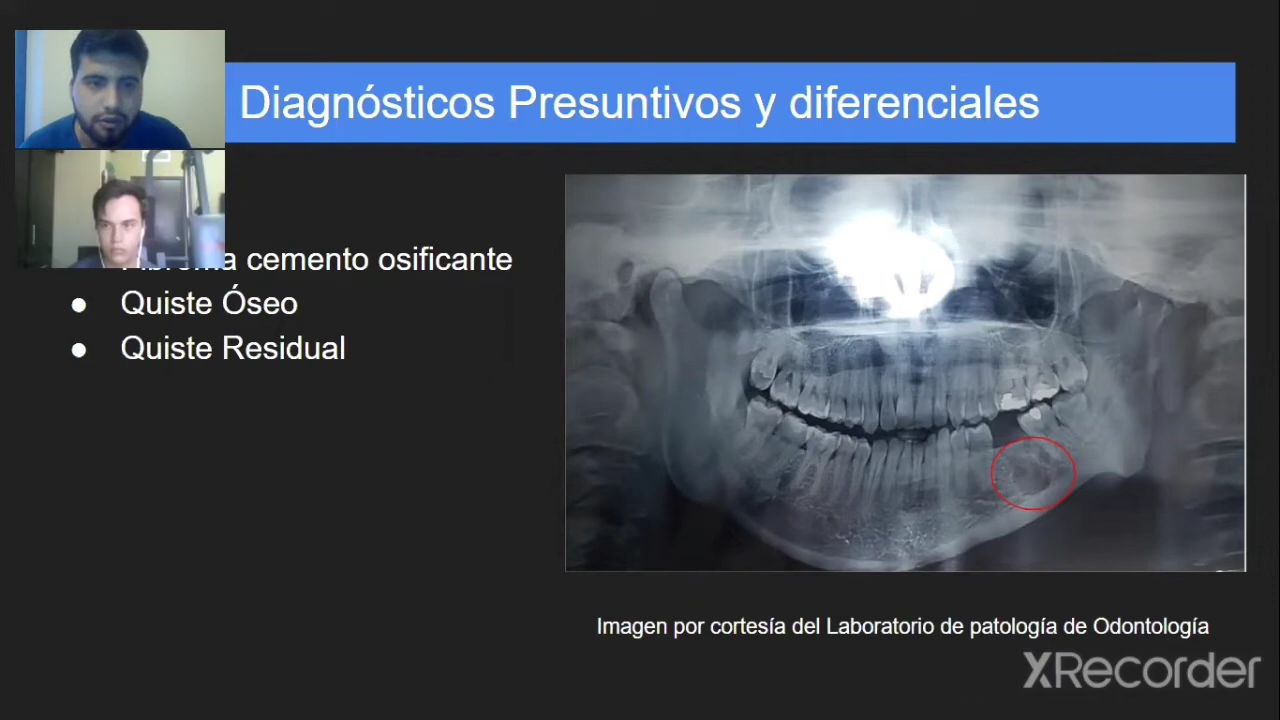 Diagnósticos Presuntivos y diferenciales
cemento osificante
● Quiste Óseo
● Quiste Residual
Imagen por cortesía del Laboratorio de patología de Odontología
XRecorder